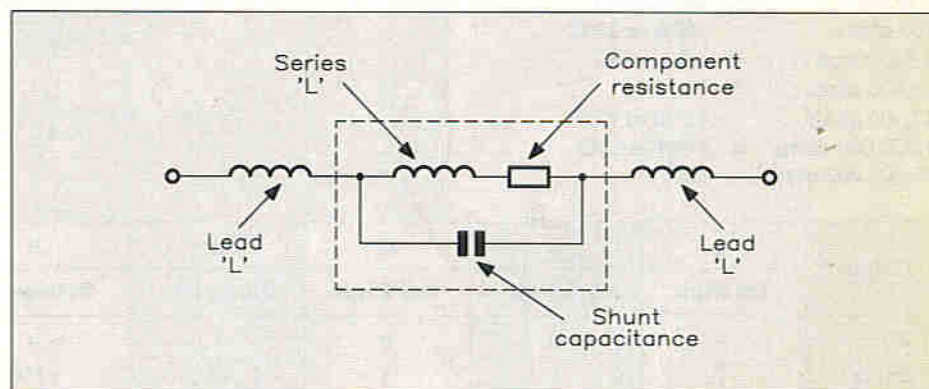 Series
'L'
Component
resistance
Lead
'L'
Lead
'L'
Shunt
capacitance